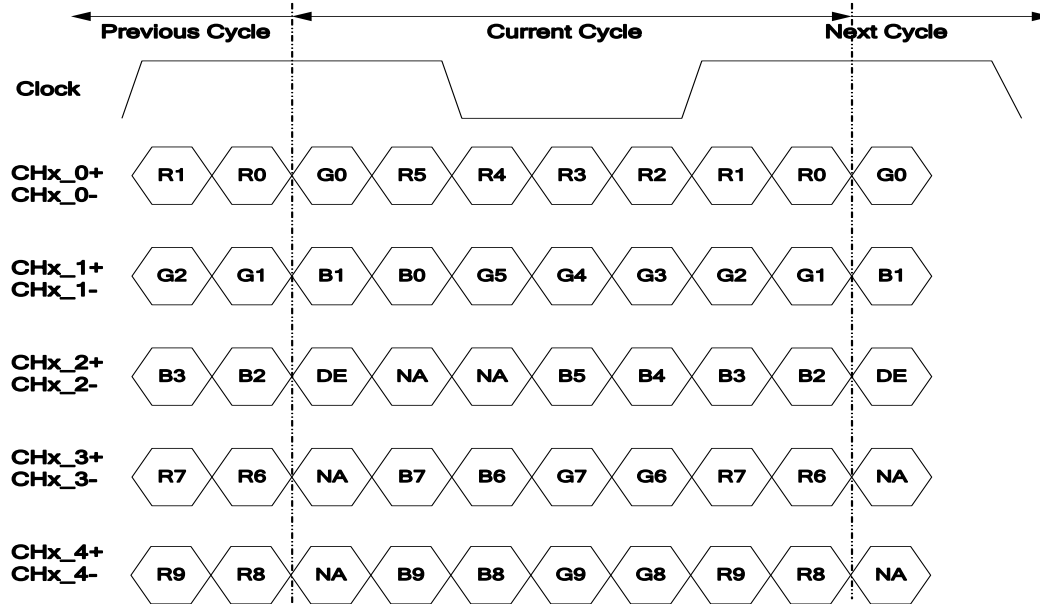 Previous Cycle Current Cycle Next Cycle
Clock
CHx_0+
CHx_0-
R1 R0 G0 R5 R4 R3 R2 R1 R0 G0
CHx_1+
CHx_1-
G2 G1 B1 B0 G5 G4 G3 G2 G1 B1
CHx_2+
CHx_2-
B3 B2 DE NA NA B5 B4 B3 B2 DE
CHx_3+
CHx_3-
R7 R6 NA B7 B6 G7 G6 R7 R6 NA
CHx_4+
CHx_4-
R9 R8 NA B9 B8 G9 G8 R9 R8 NA